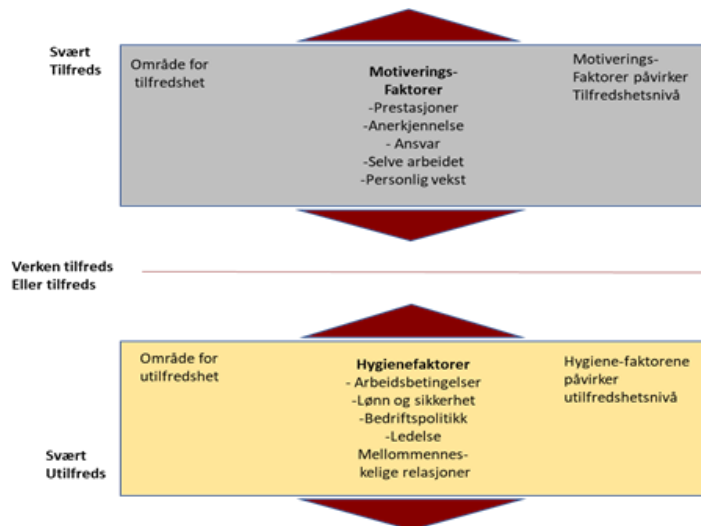 Svært
Tilfreds
Område for
tilfredshet
Motiverings-
Faktorer
-Prestasjoner
-Anerkjennelse
- Ansvar
-Selve arbeidet
-Personlig vekst
Motiverings-
Faktorer påvirker
Tilfredshetsnivå
Verken tilfreds
Eller tilfreds
Område for
utilfredshet
Hygienefaktorer
- Arbeidsbetingelser
-Lønn og sikkerhet
-Bedriftspolitikk
-Ledelse
Mellommennes-
kelige relasjoner
Hygiene-faktorene
påvirker
utilfredshetsnivå
Svært
Utilfreds